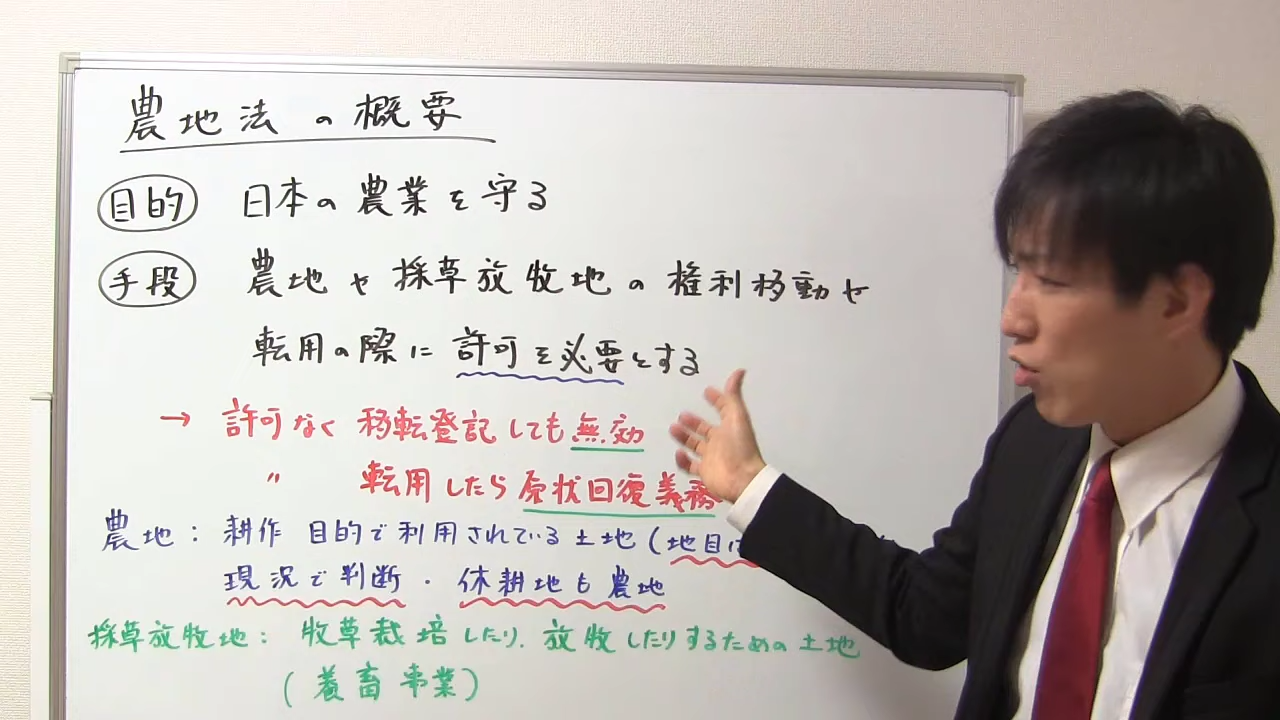 農地法の概要
目的 日本の農業を守る
手段 農地や採草放牧地の権利移動や
転用の際に許可を必要とする
→ 許可なく移転登記しても無効
〃 転用したら原状回復義務
農地：耕作目的で利用されている土地（地目は
現況で判断・休耕地も農地
採草放牧地：牧草栽培したり、放牧したりするための土地
（養畜事業）